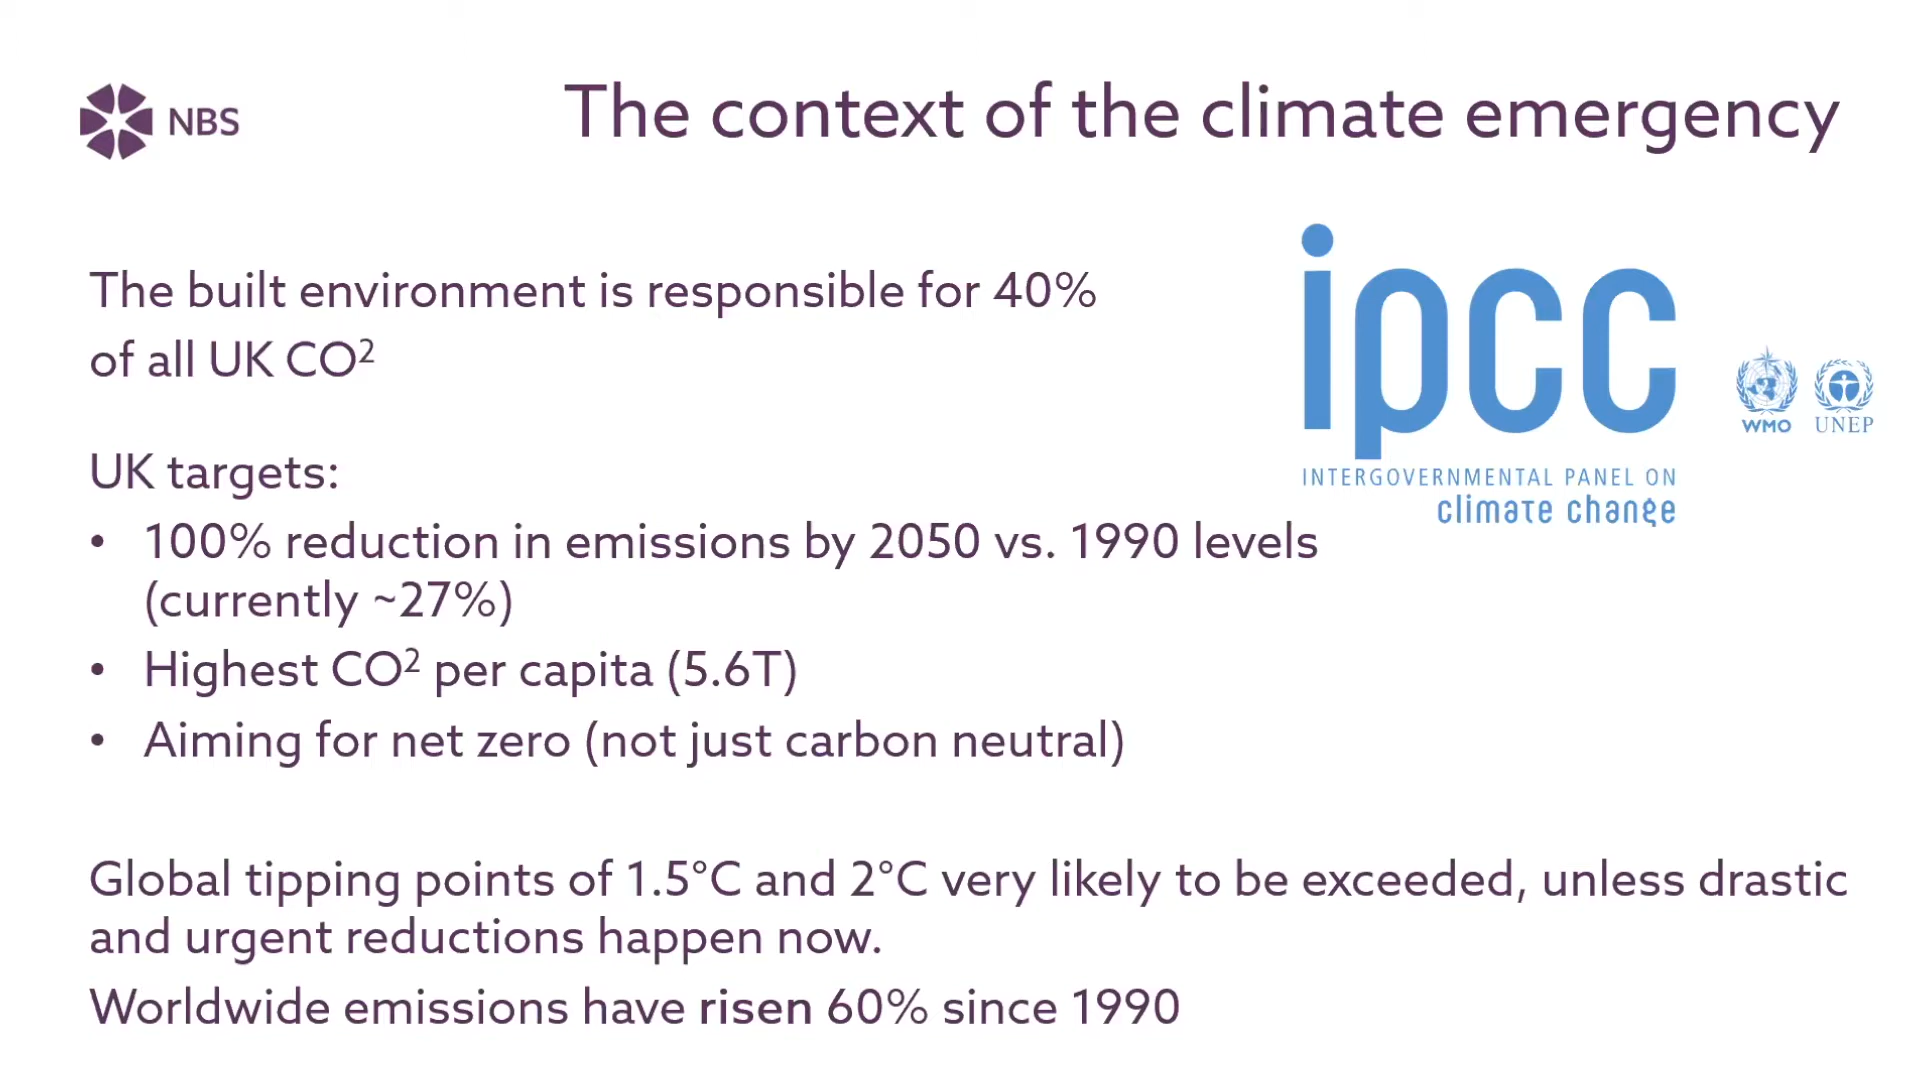 NBS
The context of the climate emergency
The built environment is responsible for 40%
of all UK CO²
ipcc
INTERGOVERNMENTAL PANEL ON
climate change
WMO
UNEP
UK targets:
• 100% reduction in emissions by 2050 vs. 1990 levels
(currently ~27%)
• Highest CO² per capita (5.6T)
• Aiming for net zero (not just carbon neutral)
Global tipping points of 1.5°C and 2°C very likely to be exceeded, unless drastic
and urgent reductions happen now.
Worldwide emissions have risen 60% since 1990